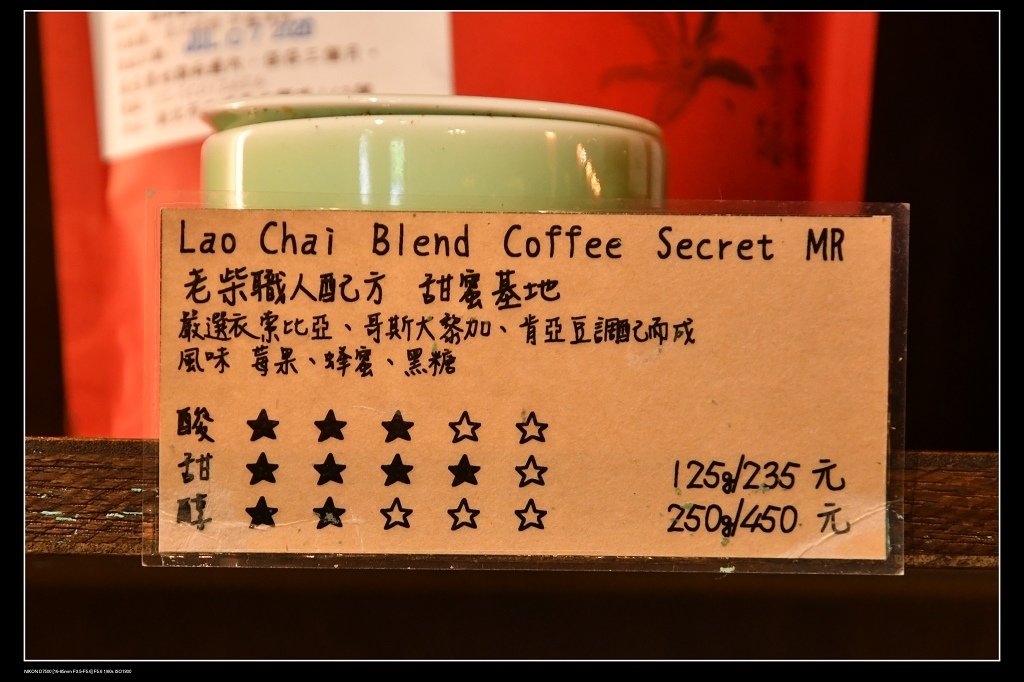 Lao Chai Blend Coffee Secret MR
老柴職人配方 甜蜜基地
嚴選衣索比亞、哥斯大黎加、肯亞豆調配而成
風味 莓果、蜂蜜、黑糖
酸 ★ ★ ★ ☆ ☆
甜 ★ ★ ★ ★ ☆
醇 ★ ★ ☆ ☆ ☆
125g/235 元
250g/450 元